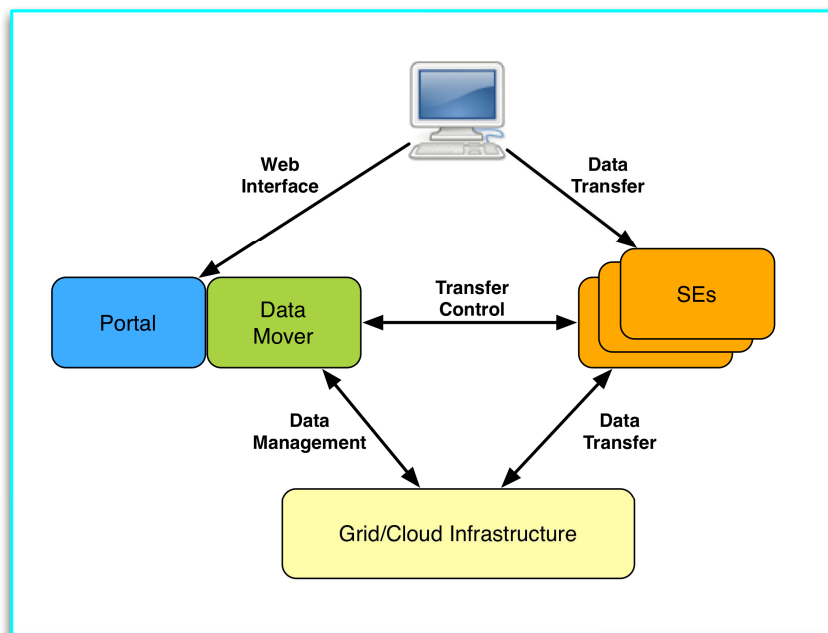 Web
Interface
Data
Transfer
Portal
Data
Mover
Transfer
Control
SEs
Data
Management
Data
Transfer
Grid/Cloud Infrastructure